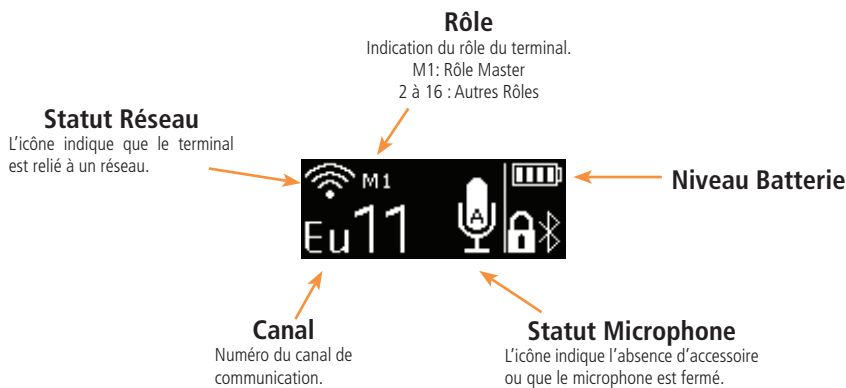 Rôle
Indication du rôle du terminal.
M1: Rôle Master
2 à 16 : Autres Rôles
Statut Réseau
L’icône indique que le terminal
est relié à un réseau.
M1
Eu11
A
Niveau Batterie
Canal
Numéro du canal de
communication.
Statut Microphone
L’icône indique l’absence d’accessoire
ou que le microphone est fermé.